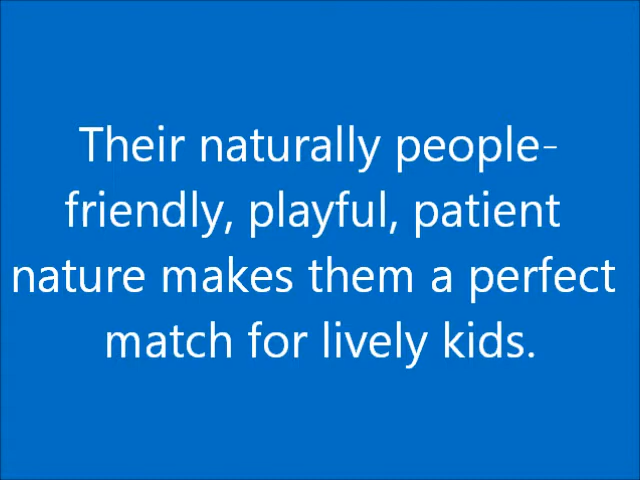 Their naturally people-
friendly, playful, patient
nature makes them a perfect
match for lively kids.